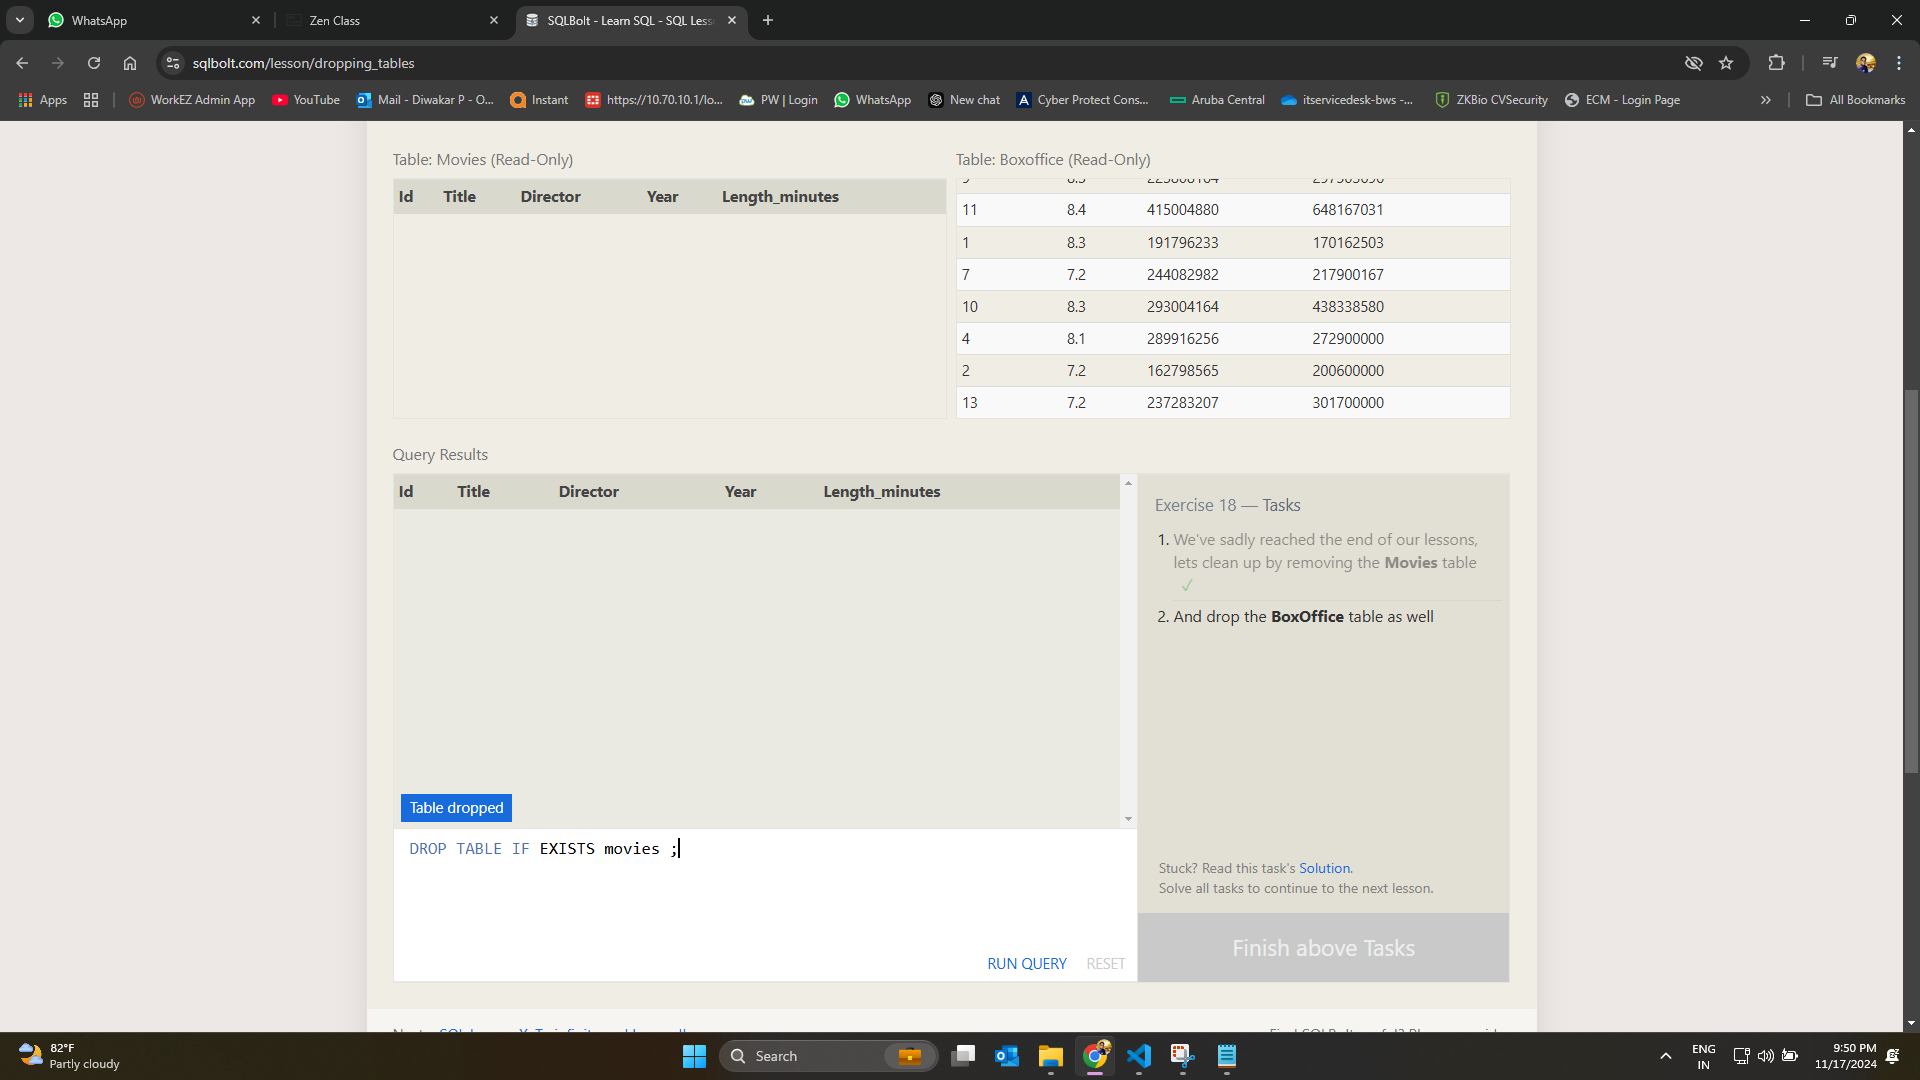 WhatsApp
Zen Class
SQLBolt - Learn SQL - SQL Less
sqlbolt.com/lesson/dropping_tables
Apps
WorkEZ Admin App
YouTube
Mail - Diwakar P - O...
Instant
https://10.70.10.1/lo...
PW | Login
WhatsApp
New chat
Cyber Protect Cons...
Aruba Central
itservicedesk-bws -...
ZKBio CVSecurity
ECM - Login Page
All Bookmarks
Table: Movies (Read-Only)
Id Title Director Year Length_minutes
Table: Boxoffice (Read-Only)
11 8.4 415004880 648167031
1 8.3 191796233 170162503
7 7.2 244082982 217900167
10 8.3 293004164 438338580
4 8.1 289916256 272900000
2 7.2 162798565 200600000
13 7.2 237283207 301700000
Query Results
Id Title Director Year Length_minutes
Table dropped
DROP TABLE IF EXISTS movies ;
RUN QUERY RESET
Exercise 18 — Tasks
1. We've sadly reached the end of our lessons,
lets clean up by removing the Movies table
✓
2. And drop the BoxOffice table as well
Stuck? Read this task's Solution.
Solve all tasks to continue to the next lesson.
Finish above Tasks
82°F
Partly cloudy
Search
ENG
IN
9:50 PM
11/17/2024